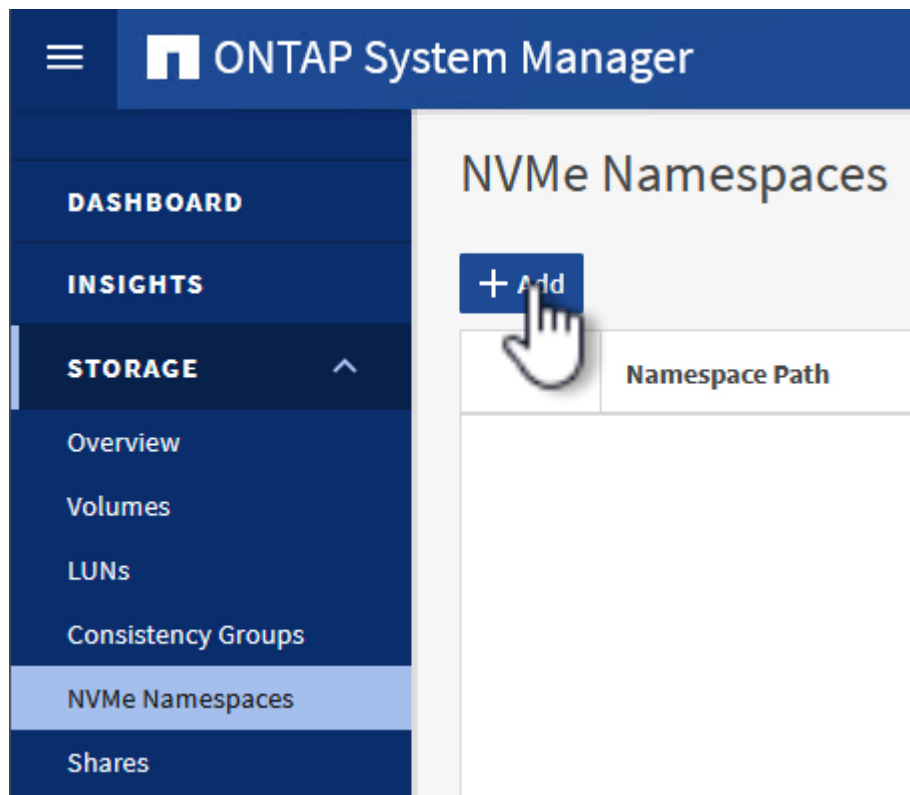 ONTAP System Manager
DASHBOARD
INSIGHTS
STORAGE
Overview
Volumes
LUNs
Consistency Groups
NVMe Namespaces
Shares
NVMe Namespaces
+ Add
Namespace Path